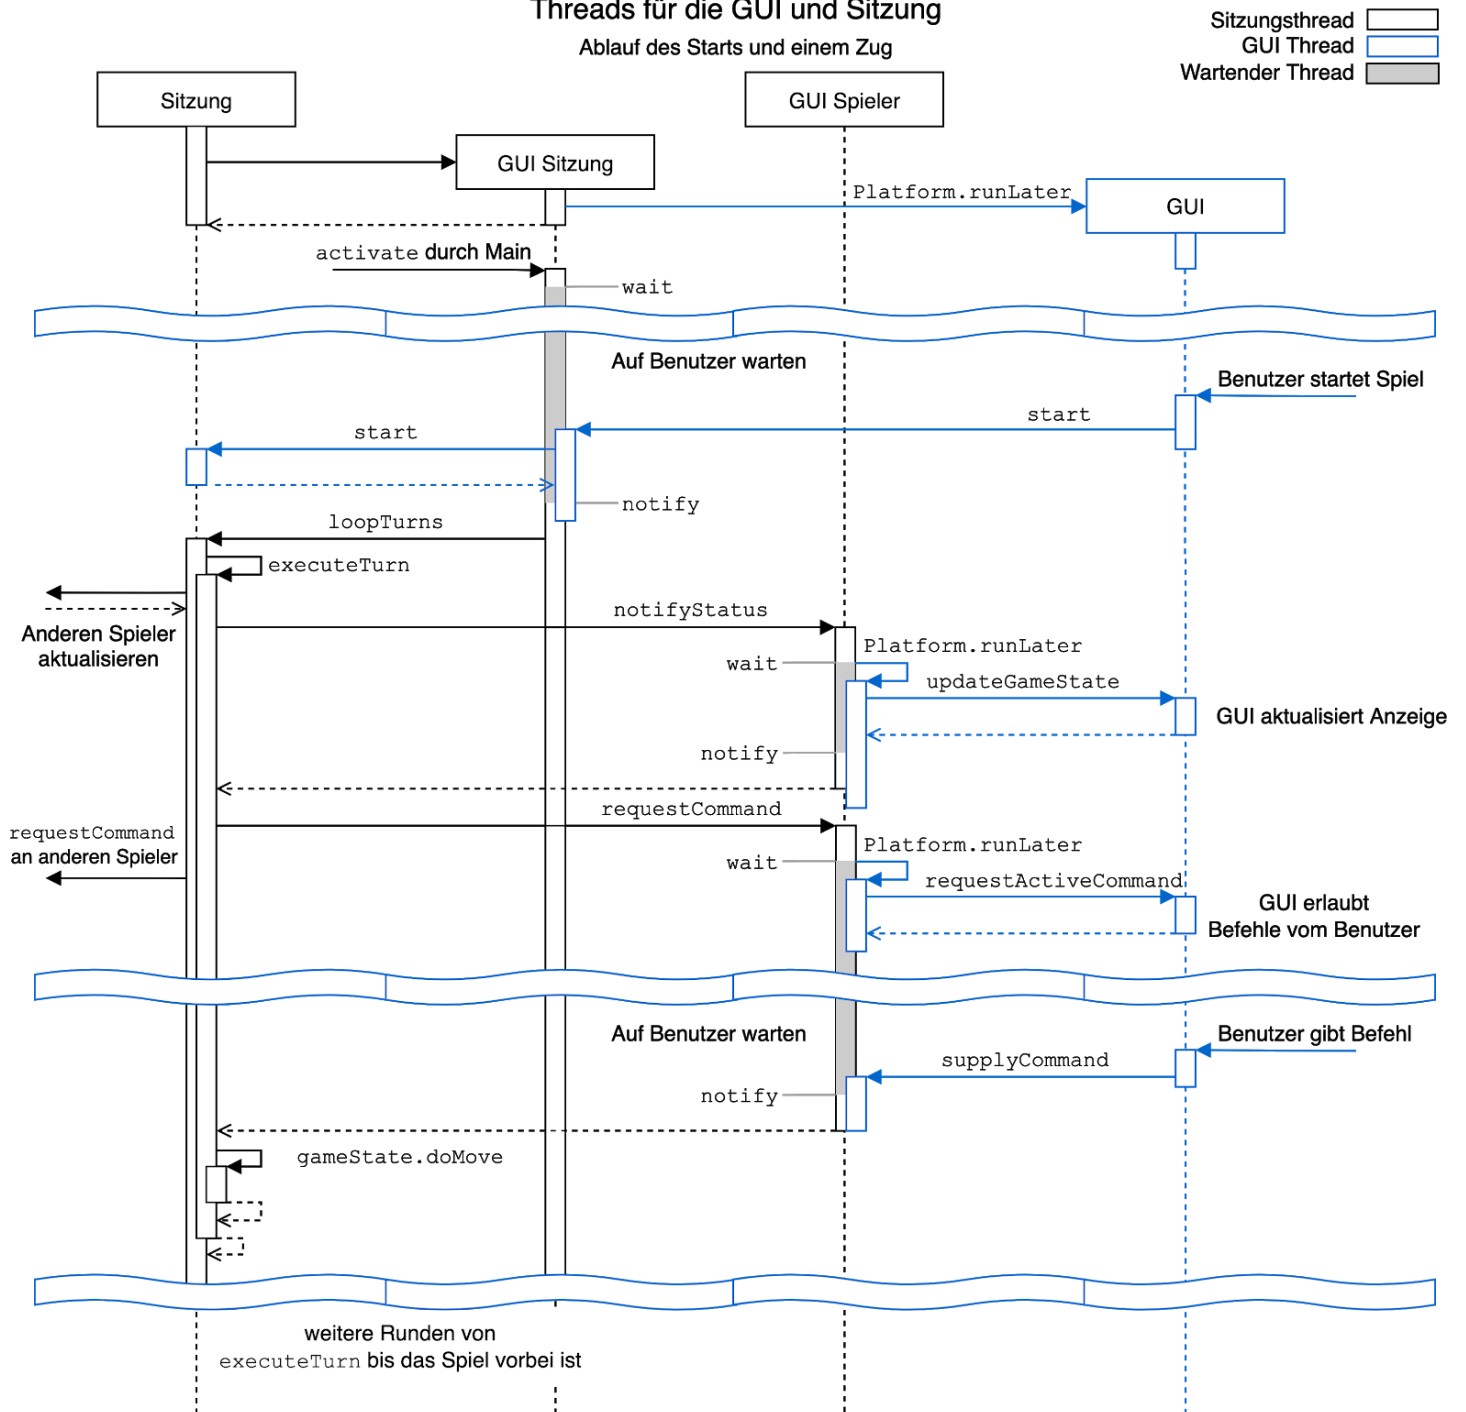 Threads für die GUI und Sitzung
Ablauf des Starts und einem Zug
Sitzungsthread
GUI Thread
Wartender Thread
Sitzung
GUI Spieler
GUI Sitzung
Platform.runLater
GUI
activate durch Main
wait
Auf Benutzer warten
Benutzer startet Spiel
start
start
notify
loopTurns
executeTurn
notifyStatus
Anderen Spieler
aktualisieren
Platform.runLater
wait
updateGameState
GUI aktualisiert Anzeige
notify
requestCommand
requestCommand
an anderen Spieler
Platform.runLater
wait
requestActiveCommand
GUI erlaubt
Befehle vom Benutzer
Auf Benutzer warten
Benutzer gibt Befehl
supplyCommand
notify
gameState.doMove
weitere Runden von
executeTurn bis das Spiel vorbei ist